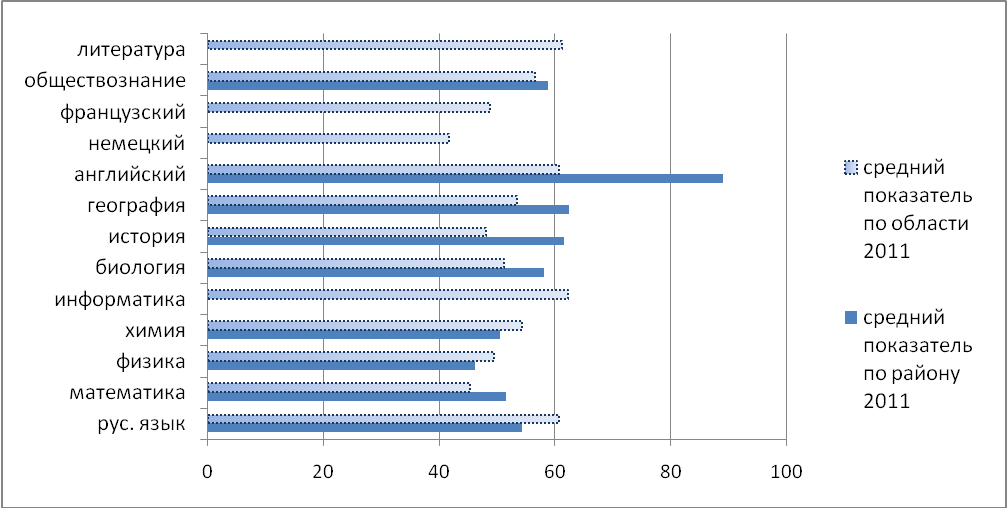 литература
обществознание
французский
немецкий
английский
география
история
биология
информатика
химия
физика
математика
рус. язык
0 20 40 60 80 100
средний
показатель
по области
2011
средний
показатель
по району
2011